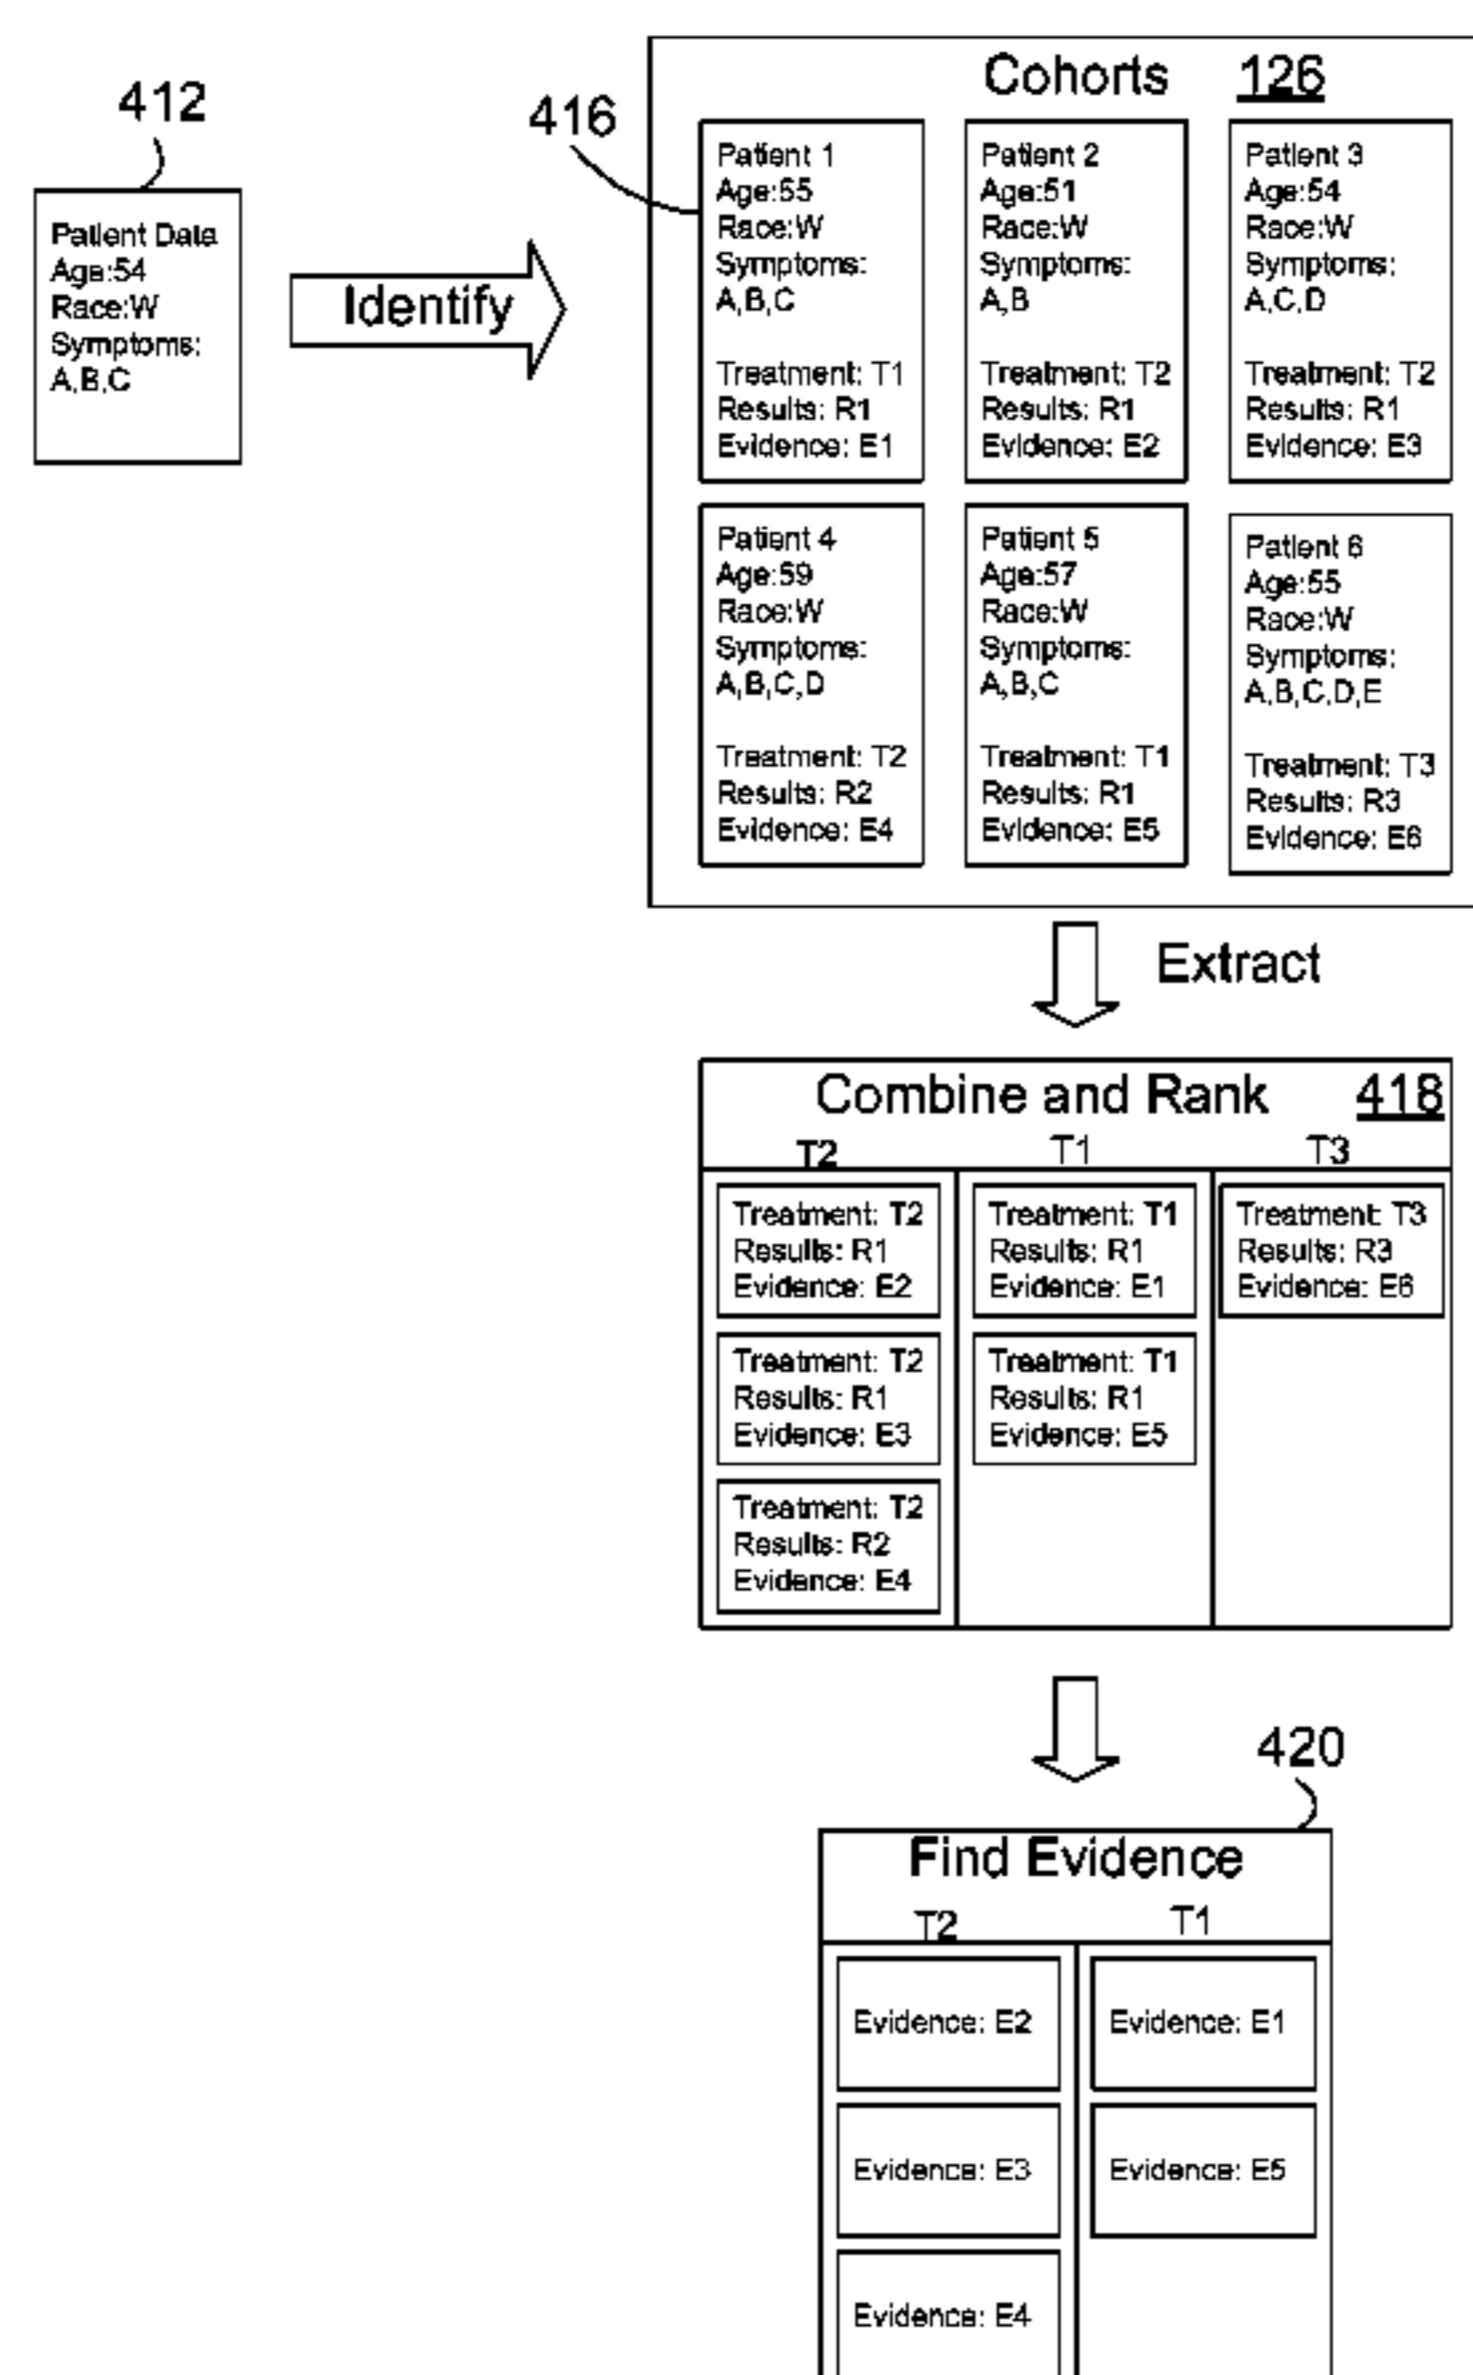 412
Patient Data
Age:54
Race:W
Symptoms:
A,B,C
Identify
416
Cohorts 126
Patient 1
Age:55
Race:W
Symptoms:
A,B,C
Treatment: T1
Results: R1
Evidence: E1
Patient 2
Age:51
Race:W
Symptoms:
A,B
Treatment: T2
Results: R1
Evidence: E2
Patient 3
Age:54
Race:W
Symptoms:
A,C,D
Treatment: T2
Results: R1
Evidence: E3
Patient 4
Age:59
Race:W
Symptoms:
A,B,C,D
Treatment: T2
Results: R2
Evidence: E4
Patient 5
Age:57
Race:W
Symptoms:
A,B,C
Treatment: T1
Results: R1
Evidence: E5
Patient 6
Age:55
Race:W
Symptoms:
A,B,C,D,E
Treatment: T3
Results: R3
Evidence: E6
Extract
Combine and Rank 418
T2 T1 T3
Treatment: T2
Results: R1
Evidence: E2
Treatment: T2
Results: R1
Evidence: E3
Treatment: T2
Results: R2
Evidence: E4
Treatment: T1
Results: R1
Evidence: E1
Treatment: T1
Results: R1
Evidence: E5
Treatment: T3
Results: R3
Evidence: E6
420
Find Evidence
T2 T1
Evidence: E2
Evidence: E3
Evidence: E4
Evidence: E1
Evidence: E5